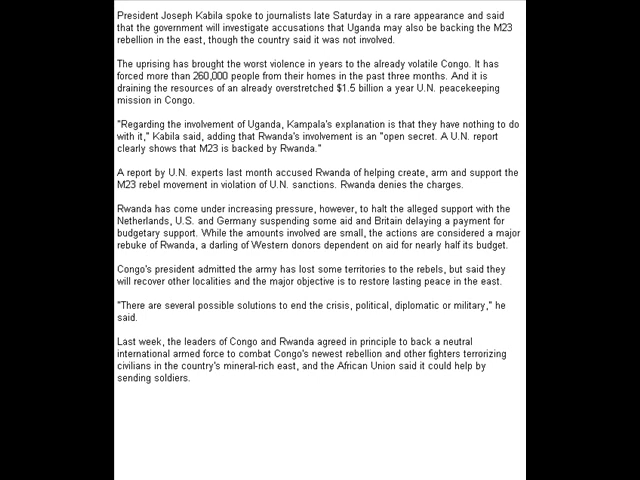 President Joseph Kabila spoke to journalists late Saturday in a rare appearance and said
that the government will investigate accusations that Uganda may also be backing the M23
rebellion in the east, though the country said it was not involved.
The uprising has brought the worst violence in years to the already volatile Congo. It has
forced more than 260,000 people from their homes in the past three months. And it is
draining the resources of an already overstretched $1.5 billion a year U.N. peacekeeping
mission in Congo.
"Regarding the involvement of Uganda, Kampala's explanation is that they have nothing to do
with it," Kabila said, adding that Rwanda's involvement is an "open secret. A U.N. report
clearly shows that M23 is backed by Rwanda."
A report by U.N. experts last month accused Rwanda of helping create, arm and support the
M23 rebel movement in violation of U.N. sanctions. Rwanda denies the charges.
Rwanda has come under increasing pressure, however, to halt the alleged support with the
Netherlands, U.S. and Germany suspending some aid and Britain delaying a payment for
budgetary support. While the amounts involved are small, the actions are considered a major
rebuke of Rwanda, a darling of Western donors dependent on aid for nearly half its budget.
Congo's president admitted the army has lost some territories to the rebels, but said they
will recover other localities and the major objective is to restore lasting peace in the east.
"There are several possible solutions to end the crisis, political, diplomatic or military," he
said.
Last week, the leaders of Congo and Rwanda agreed in principle to back a neutral
international armed force to combat Congo's newest rebellion and other fighters terrorizing
civilians in the country's mineral-rich east, and the African Union said it could help by
sending soldiers.